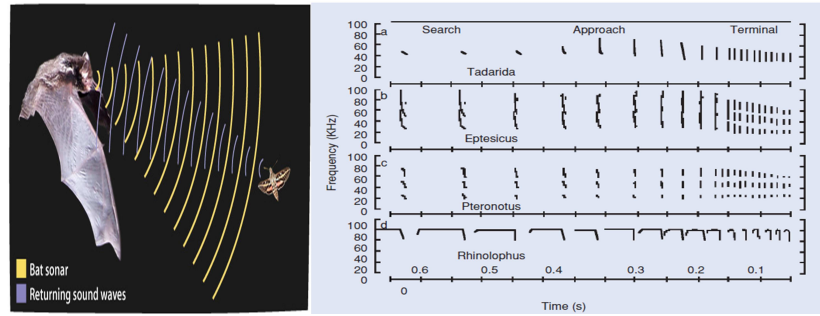 Bat sonar
Returning sound waves
Search Approach Terminal
Frequency (KHz)
100
80
60
40
20
0
a
Tadarida
100
80
60
40
20
0
b
Eptesicus
100
80
60
40
20
0
c
Pteronotus
100
80
60
40
20
0
d
Rhinolophus
0.6 0.5 0.4 0.3 0.2 0.1
0
Time (s)